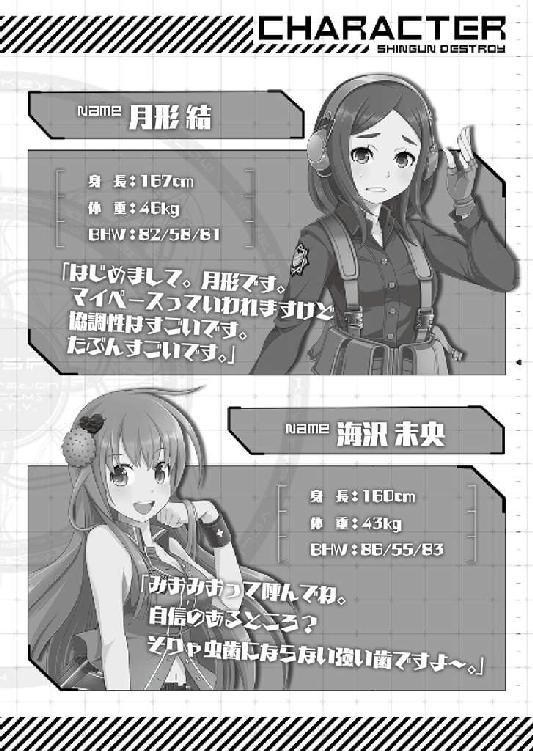 CHARACTER
SHINGUN DESTROY
Name 月形 結
身 長：167cm
体 重：46kg
BHW：82/58/81
「はじめまして。月形です。
マイペースっていわれますけど
協調性はすごいです。
たぶんすごいです。」
Name 海沢 未央
身 長：160cm
体 重：43kg
BHW：86/55/83
「みおみおって呼んでね。
自信のあるところ？
そりゃ虫歯にならない強い歯ですよ〜。」